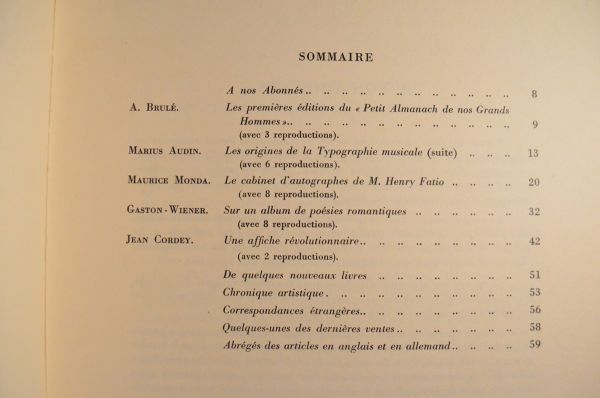 SOMMAIRE
A nos Abonnés .. .. .. .. .. .. .. .. .. .. .. .. 8
A. BRULÉ. Les premières éditions du « Petit Almanach de nos Grands
Hommes ».. .. .. .. .. .. .. .. .. .. .. .. .. 9
(avec 3 reproductions).
MARIUS AUDIN. Les origines de la Typographie musicale (suite) .. .. .. 13
(avec 6 reproductions).
MAURICE MONDA. Le cabinet d'autographes de M. Henry Fatio .. .. .. .. 20
(avec 8 reproductions).
GASTON-WIENER. Sur un album de poésies romantiques .. .. .. .. .. .. 32
(avec 8 reproductions).
JEAN CORDEY. Une affiche révolutionnaire.. .. .. .. .. .. .. .. .. 42
(avec 2 reproductions).
De quelques nouveaux livres .. .. .. .. .. .. .. .. 51
Chronique artistique . .. .. .. .. .. .. .. .. .. .. 53
Correspondances étrangères.. .. .. .. .. .. .. .. .. 56
Quelques-unes des dernières ventes .. .. .. .. .. .. .. 58
Abrégés des articles en anglais et en allemand .. .. .. .. 59